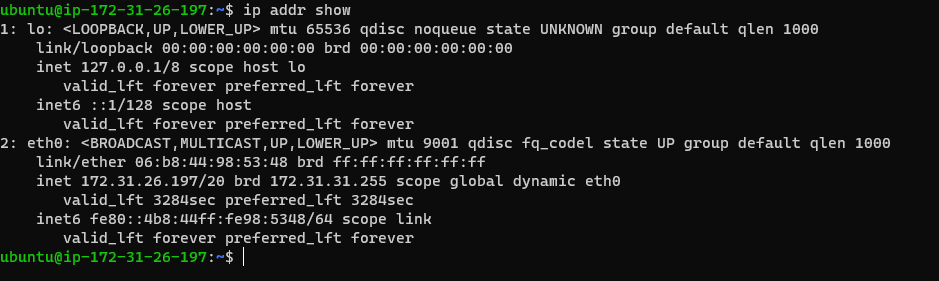 ubuntu@ip-172-31-26-197:~$ ip addr show
1: lo: <LOOPBACK,UP,LOWER_UP> mtu 65536 qdisc noqueue state UNKNOWN group default qlen 1000
    link/loopback 00:00:00:00:00:00 brd 00:00:00:00:00:00
    inet 127.0.0.1/8 scope host lo
       valid_lft forever preferred_lft forever
    inet6 ::1/128 scope host
       valid_lft forever preferred_lft forever
2: eth0: <BROADCAST,MULTICAST,UP,LOWER_UP> mtu 9001 qdisc fq_codel state UP group default qlen 1000
    link/ether 06:b8:44:98:53:48 brd ff:ff:ff:ff:ff:ff
    inet 172.31.26.197/20 brd 172.31.31.255 scope global dynamic eth0
       valid_lft 3284sec preferred_lft 3284sec
    inet6 fe80::4b8:44ff:fe98:5348/64 scope link
       valid_lft forever preferred_lft forever
ubuntu@ip-172-31-26-197:~$